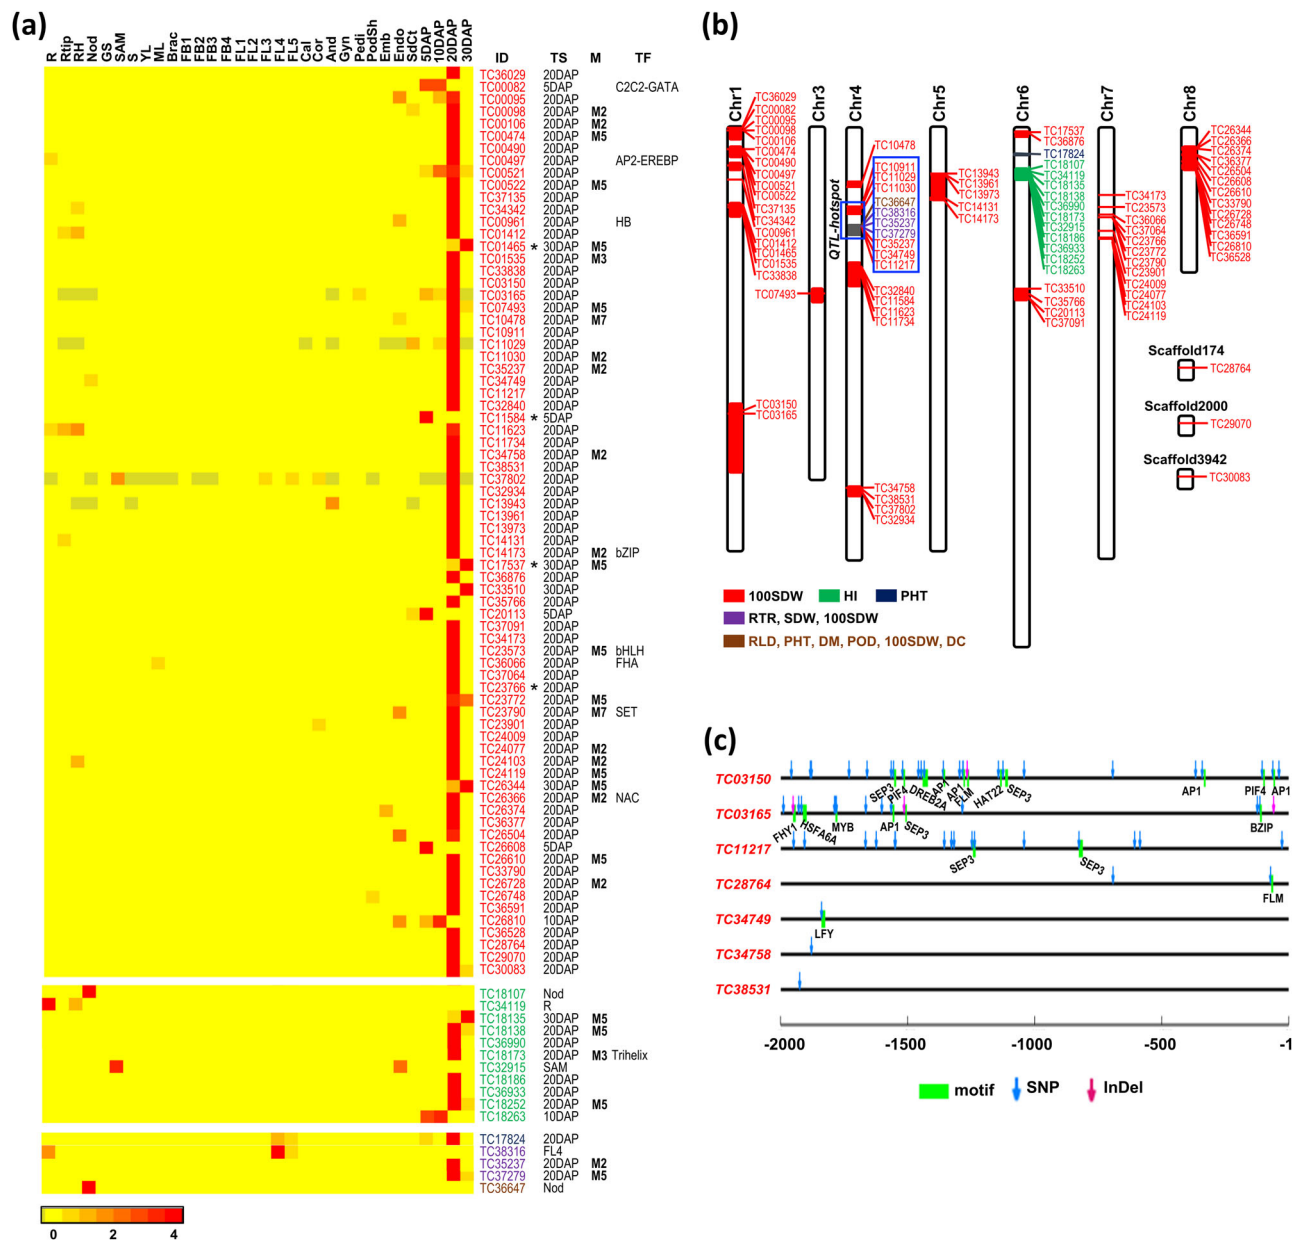 (a)
R Rtip RH Nod GS SAM S YL ML Brac FB1 FB2 FB3 FB4 FL1 FL2 FL3 FL4 FL5 Cal Cor And Gyn Pedi PodSh Emb Endo SdCt 5DAP 10DAP 20DAP 30DAP
ID TS M TF
TC36029 20DAP
TC00082 5DAP C2C2-GATA
TC00095 20DAP
TC00098 20DAP M2
TC00106 20DAP M2
TC00474 20DAP M5
TC00490 20DAP
TC00497 20DAP AP2-EREBP
TC00521 20DAP
TC00522 20DAP M5
TC37135 20DAP
TC34342 20DAP
TC00961 20DAP HB
TC01412 20DAP
TC01465 * 30DAP M5
TC01535 20DAP M3
TC33838 20DAP
TC03150 20DAP
TC03165 20DAP
TC07493 20DAP M5
TC10478 20DAP M7
TC10911 20DAP
TC11029 20DAP
TC11030 20DAP M2
TC35237 20DAP M2
TC34749 20DAP
TC11217 20DAP
TC32840 20DAP
TC11584 * 5DAP
TC11623 20DAP
TC11734 20DAP
TC34758 20DAP M2
TC38531 20DAP
TC37802 20DAP
TC32934 20DAP
TC13943 20DAP
TC13961 20DAP
TC13973 20DAP
TC14131 20DAP
TC14173 20DAP M2 bZIP
TC17537 * 30DAP M5
TC36876 20DAP
TC33510 30DAP
TC35766 20DAP
TC20113 5DAP
TC37091 20DAP
TC34173 20DAP
TC23573 20DAP M5 bHLH
TC36066 20DAP FHA
TC37064 20DAP
TC23766 * 20DAP
TC23772 20DAP M5
TC23790 20DAP M7 SET
TC23901 20DAP
TC24009 20DAP
TC24077 20DAP M2
TC24103 20DAP M2
TC24119 20DAP M5
TC26344 30DAP M5
TC26366 20DAP M2 NAC
TC26374 20DAP
TC36377 20DAP
TC26504 20DAP
TC26608 5DAP
TC26610 20DAP M5
TC33790 20DAP
TC26728 20DAP M2
TC26748 20DAP
TC36591 20DAP
TC26810 10DAP
TC36528 20DAP
TC28764 20DAP
TC29070 20DAP
TC30083 20DAP
TC18107 Nod
TC34119 R
TC18135 30DAP M5
TC18138 20DAP M5
TC36990 20DAP
TC18173 20DAP M3 Trihelix
TC32915 SAM
TC18186 20DAP
TC36933 20DAP
TC18252 20DAP M5
TC18263 10DAP
TC17824 20DAP
TC38316 FL4
TC35237 20DAP M2
TC37279 20DAP M5
TC36647 Nod
0 2 4
(b)
Chr1
TC36029
TC00082
TC00095
TC00098
TC00106
TC00474
TC00490
TC00497
TC00521
TC00522
TC37135
TC34342
TC00961
TC01412
TC01465
TC01535
TC33838
TC03150
TC03165
Chr3
TC07493
Chr4
QTL-hotspot
TC10478
TC10911
TC11029
TC11030
TC36647
TC38316
TC35237
TC37279
TC35237
TC34749
TC11217
TC32840
TC11584
TC11623
TC11734
TC34758
TC38531
TC37802
TC32934
Chr5
TC13943
TC13961
TC13973
TC14131
TC14173
Chr6
TC17537
TC36876
TC17824
TC18107
TC34119
TC18135
TC18138
TC36990
TC18173
TC32915
TC18186
TC36933
TC18252
TC18263
TC33510
TC35766
TC20113
TC37091
Chr7
TC34173
TC23573
TC36066
TC37064
TC23766
TC23772
TC23790
TC23901
TC24009
TC24077
TC24103
TC24119
Chr8
TC26344
TC26366
TC26374
TC36377
TC26504
TC26608
TC26610
TC33790
TC26728
TC26748
TC36591
TC26810
TC36528
Scaffold174
TC28764
Scaffold2000
TC29070
Scaffold3942
TC30083
100SDW HI PHT
RTR, SDW, 100SDW
RLD, PHT, DM, POD, 100SDW, DC
(c)
TC03150
SEP3 PIF4 DREB2A AP1 AP1 FLM HAT22 SEP3 AP1 PIF4 AP1
TC03165
FHY1 HSFA6A MYB AP1 SEP3 BZIP
TC11217
SEP3 SEP3
TC28764
FLM
TC34749
LFY
TC34758
TC38531
-2000 -1500 -1000 -500 -1
motif SNP InDel